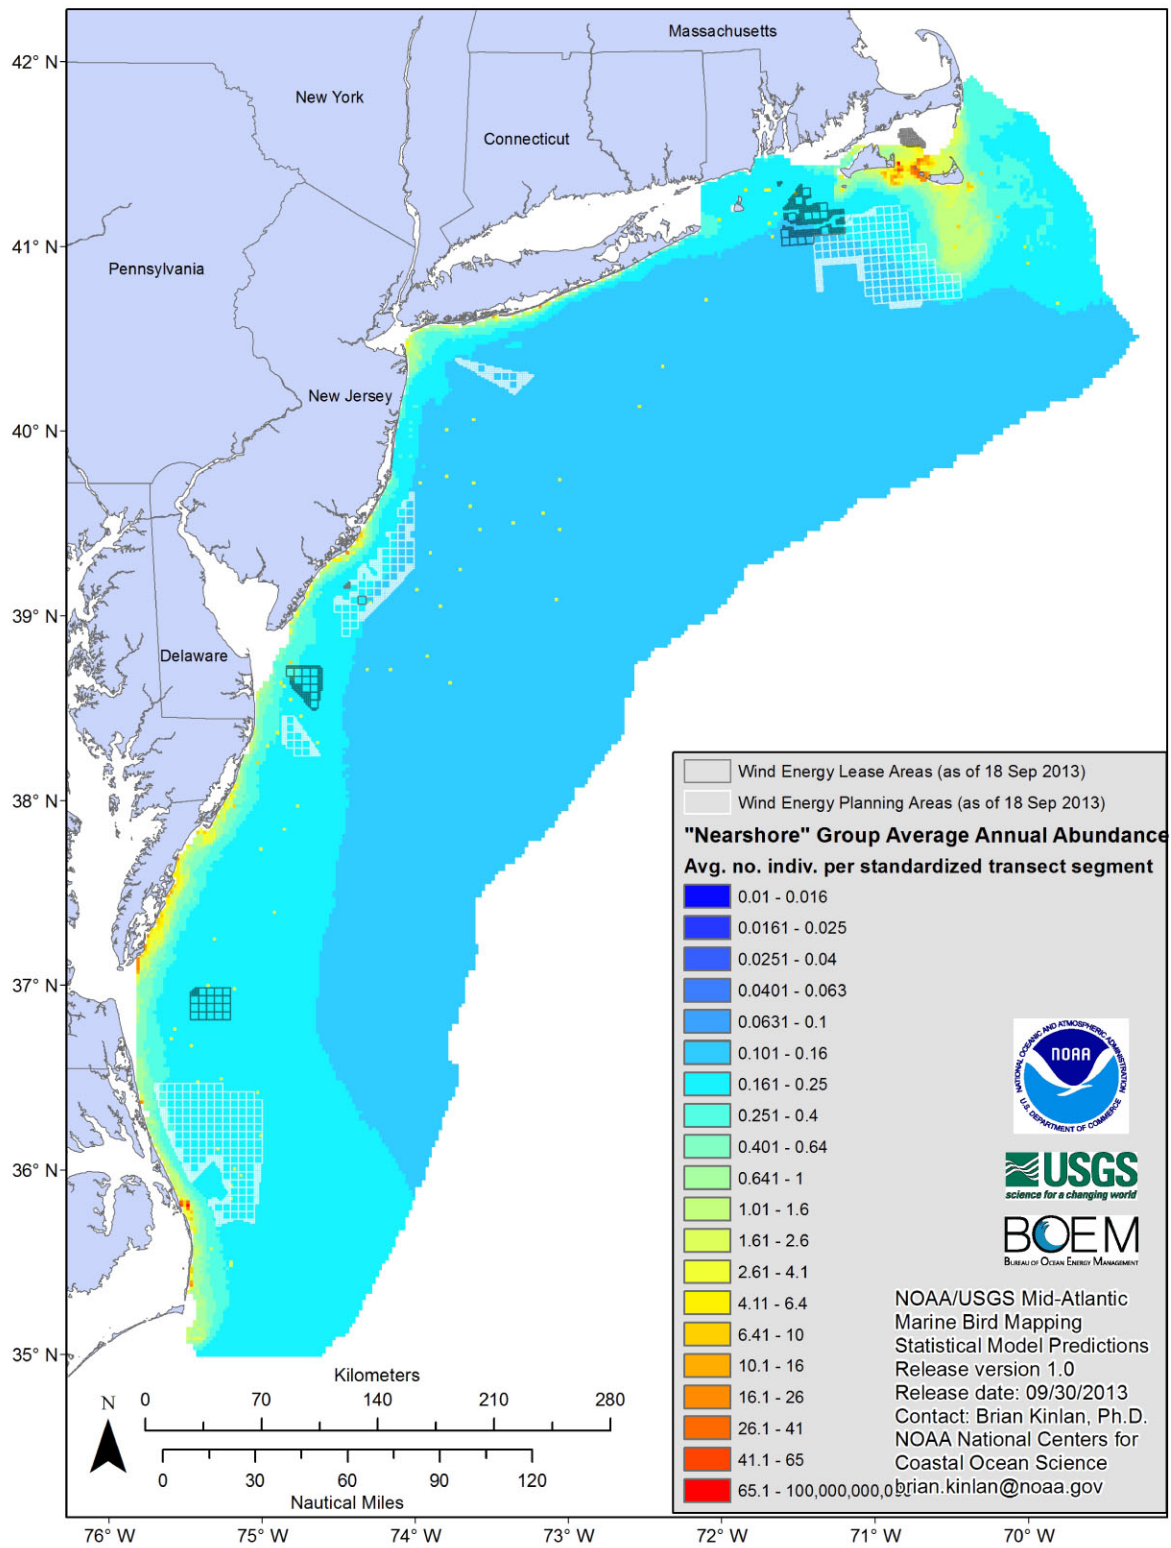 Massachusetts
42° N
New York
Connecticut
41° N
Pennsylvania
New Jersey
40° N
39° N
Delaware
38° N
37° N
36° N
35° N
Wind Energy Lease Areas (as of 18 Sep 2013)
Wind Energy Planning Areas (as of 18 Sep 2013)
"Nearshore" Group Average Annual Abundance
Avg. no. indiv. per standardized transect segment
0.01 - 0.016
0.0161 - 0.025
0.0251 - 0.04
0.0401 - 0.063
0.0631 - 0.1
0.101 - 0.16
0.161 - 0.25
0.251 - 0.4
0.401 - 0.64
0.641 - 1
1.01 - 1.6
1.61 - 2.6
2.61 - 4.1
4.11 - 6.4
6.41 - 10
10.1 - 16
16.1 - 26
26.1 - 41
41.1 - 65
65.1 - 100,000,000,0
NATIONAL OCEANIC AND ATMOSPHERIC ADMINISTRATION
NOAA
U.S. DEPARTMENT OF COMMERCE
USGS
science for a changing world
BOEM
BUREAU OF OCEAN ENERGY MANAGEMENT
NOAA/USGS Mid-Atlantic
Marine Bird Mapping
Statistical Model Predictions
Release version 1.0
Release date: 09/30/2013
Contact: Brian Kinlan, Ph.D.
NOAA National Centers for
Coastal Ocean Science
brian.kinlan@noaa.gov
Kilometers
N 0 70 140 210 280
0 30 60 90 120
Nautical Miles
76° W 75° W 74° W 73° W 72° W 71° W 70° W